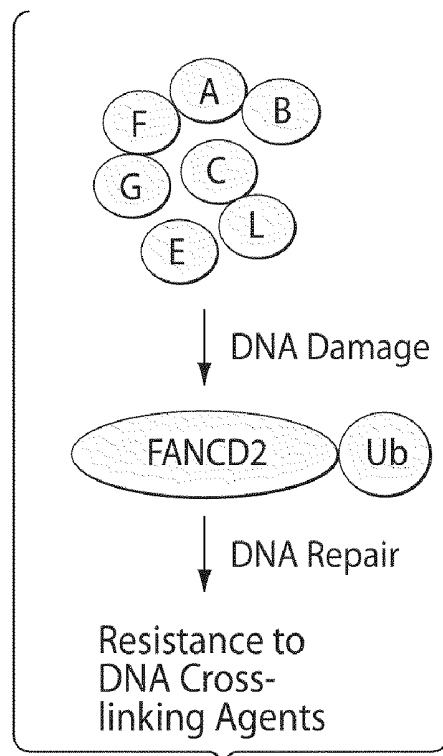 A
B
F
C
G
L
E
DNA Damage
FANCD2 Ub
DNA Repair
Resistance to
DNA Cross-
linking Agents